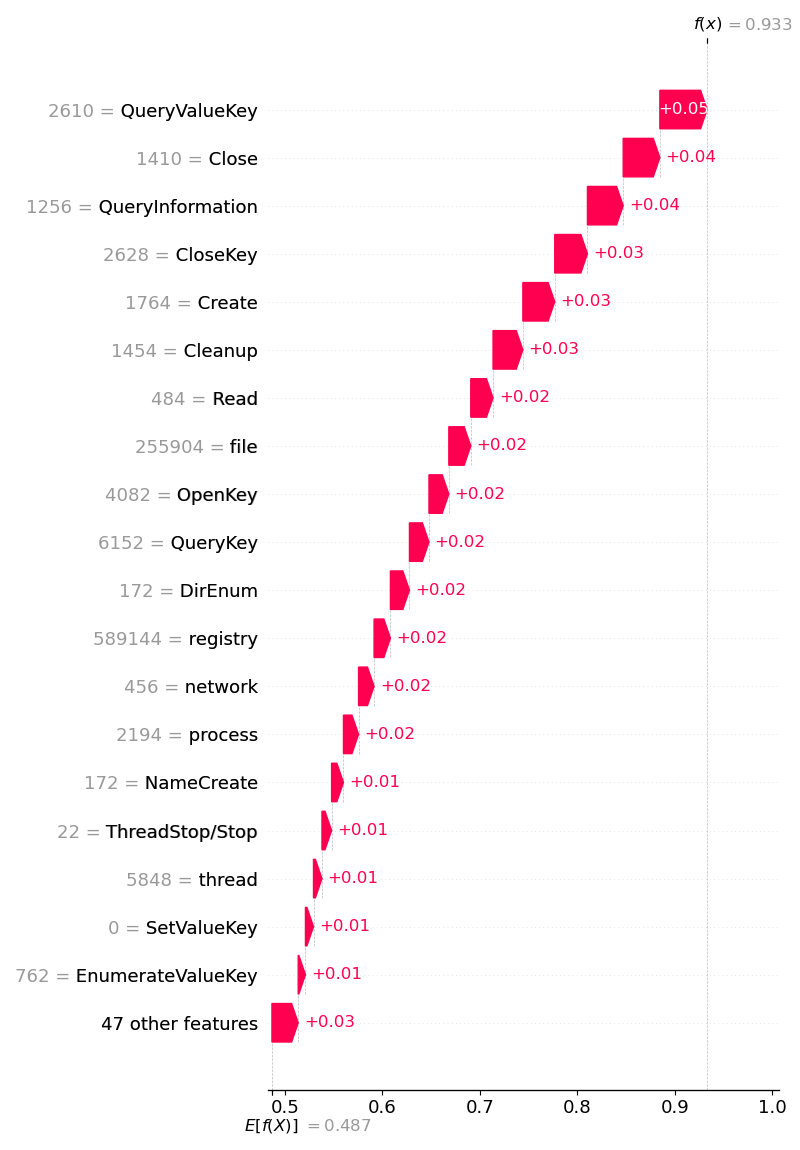 f(x) = 0.933
2610 = QueryValueKey +0.05
1410 = Close +0.04
1256 = QueryInformation +0.04
2628 = CloseKey +0.03
1764 = Create +0.03
1454 = Cleanup +0.03
484 = Read +0.02
255904 = file +0.02
4082 = OpenKey +0.02
6152 = QueryKey +0.02
172 = DirEnum +0.02
589144 = registry +0.02
456 = network +0.02
2194 = process +0.02
172 = NameCreate +0.01
22 = ThreadStop/Stop +0.01
5848 = thread +0.01
0 = SetValueKey +0.01
762 = EnumerateValueKey +0.01
47 other features +0.03
0.5 0.6 0.7 0.8 0.9 1.0
E[f(X)] = 0.487